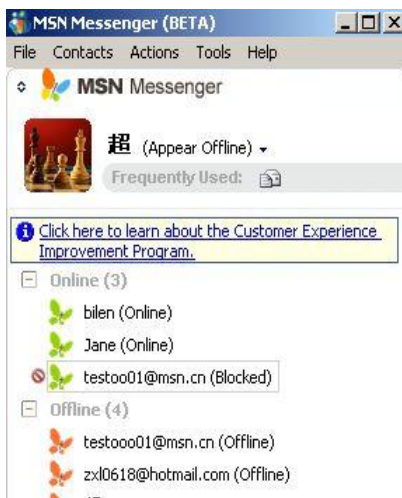 MSN Messenger (BETA)
File Contacts Actions Tools Help
MSN Messenger
超 (Appear Offline)
Frequently Used:
Click here to learn about the Customer Experience
Improvement Program.
Online (3)
bilen (Online)
Jane (Online)
testoo01@msn.cn (Blocked)
Offline (4)
testooo01@msn.cn (Offline)
zxl0618@hotmail.com (Offline)